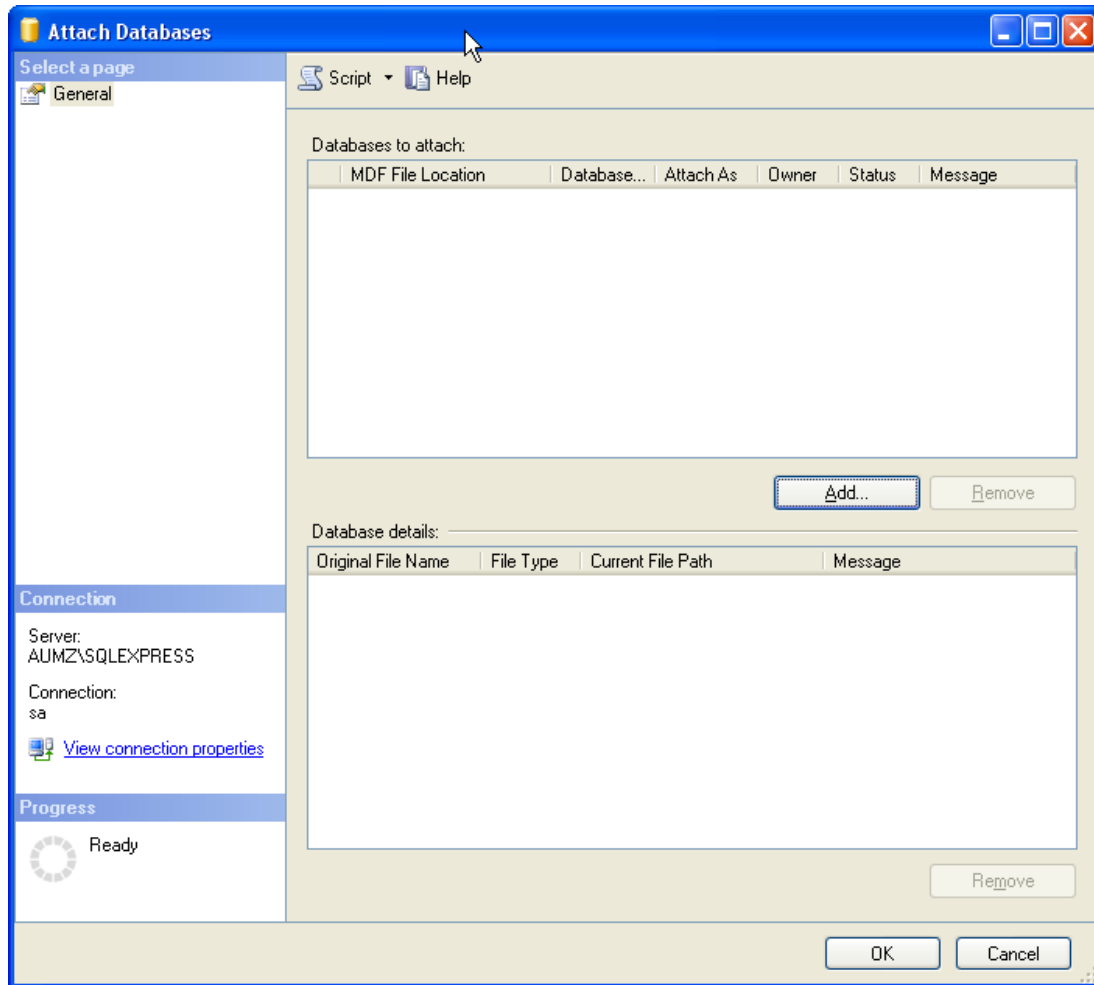 Attach Databases
Select a page
General
Script Help
Databases to attach:
MDF File Location Database... Attach As Owner Status Message
Add... Remove
Database details:
Original File Name File Type Current File Path Message
Connection
Server:
AUMZ\SQLEXPRESS
Connection:
sa
View connection properties
Progress
Ready
Remove
OK Cancel